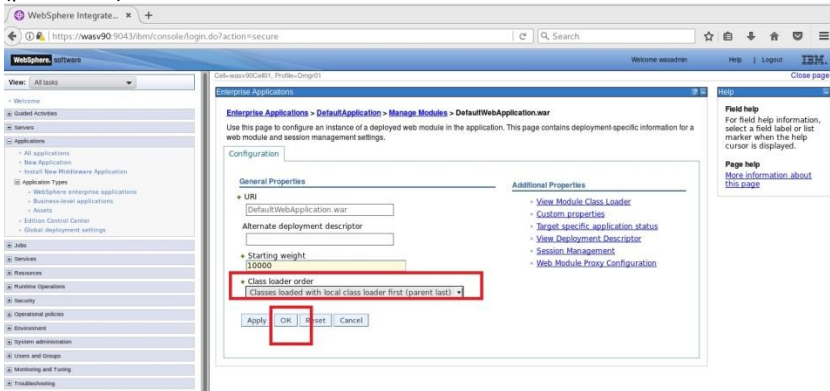 WebSphere Integrate... × +
https://wasv90:9043/ibm/console/login.do?action=secure
Search
WebSphere. software
Welcome wasadmin
Help | Logout IBM.
Cell=wasv90Cell01, Profile=Dmgr01
Close page
View: All tasks
Welcome
Guided Activities
Servers
Applications
All applications
New Application
Install New Middleware Application
Application Types
WebSphere enterprise applications
Business-level applications
Assets
Edition Control Center
Global deployment settings
Jobs
Services
Resources
Runtime Operations
Security
Operational policies
Environment
System administration
Users and Groups
Monitoring and Tuning
Troubleshooting
Enterprise Applications
Enterprise Applications > DefaultApplication > Manage Modules > DefaultWebApplication.war
Use this page to configure an instance of a deployed web module in the application. This page contains deployment-specific information for a
web module and session management settings.
Configuration
General Properties
URI
DefaultWebApplication.war
Alternate deployment descriptor
Starting weight
10000
Class loader order
Classes loaded with local class loader first (parent last)
Apply OK Reset Cancel
Additional Properties
View Module Class Loader
Custom properties
Target specific application status
View Deployment Descriptor
Session Management
Web Module Proxy Configuration
Help
Field help
For field help information,
select a field label or list
marker when the help
cursor is displayed.
Page help
More information about
this page